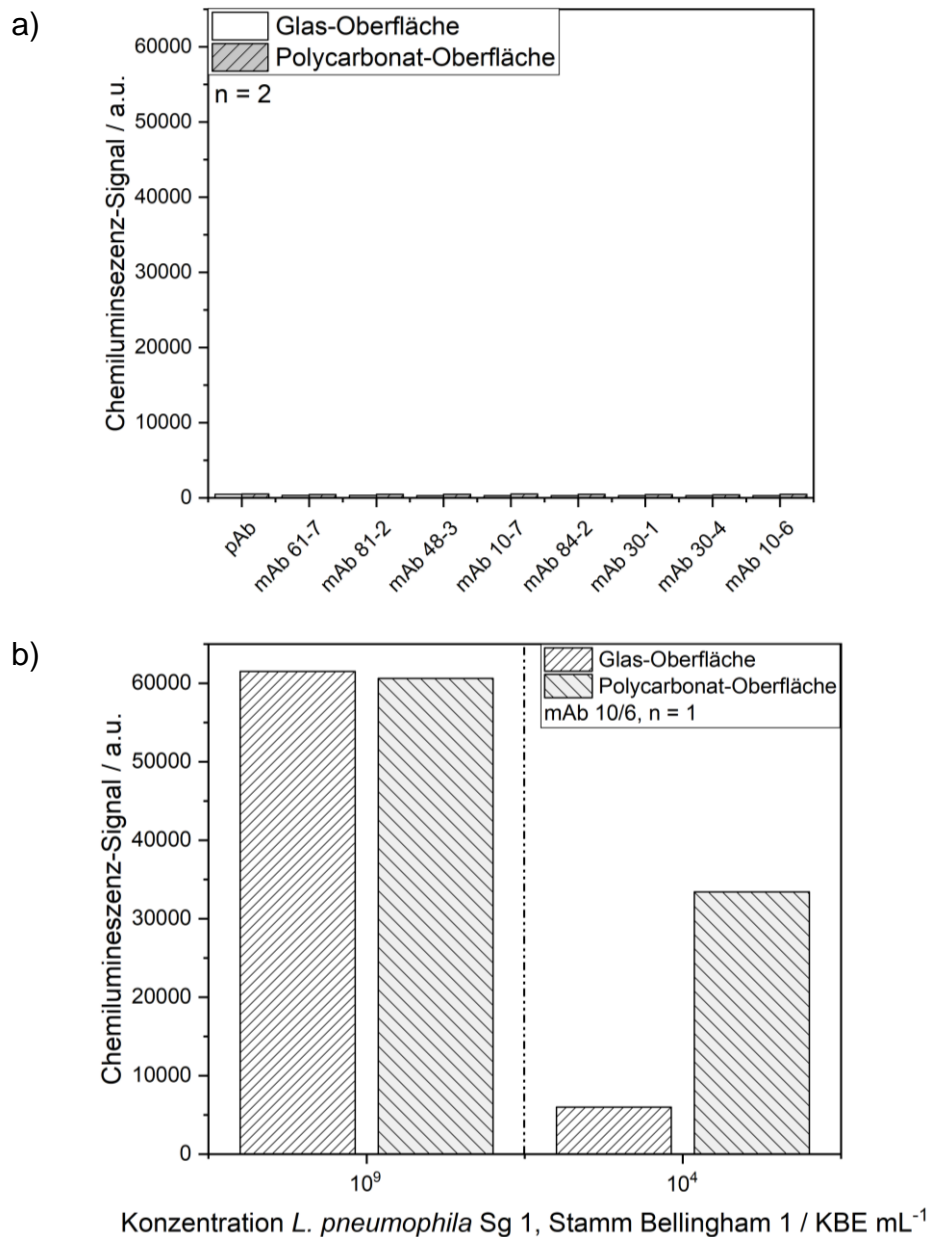 a)
Glas-Oberfläche
Polycarbonat-Oberfläche
n = 2
Chemiluminsezenz-Signal / a.u.
60000
50000
40000
30000
20000
10000
0
pAb
mAb 61-7
mAb 81-2
mAb 48-3
mAb 10-7
mAb 84-2
mAb 30-1
mAb 30-4
mAb 10-6
b)
Glas-Oberfläche
Polycarbonat-Oberfläche
mAb 10/6, n = 1
Chemilumineszenz-Signal / a.u.
60000
50000
40000
30000
20000
10000
0
10⁹
10⁴
Konzentration L. pneumophila Sg 1, Stamm Bellingham 1 / KBE mL⁻¹